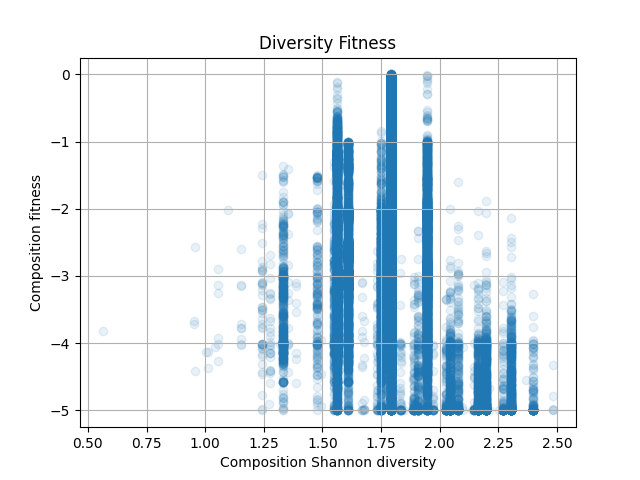 Diversity Fitness
0
−1
−2
−3
−4
−5
Composition fitness
0.50 0.75 1.00 1.25 1.50 1.75 2.00 2.25 2.50
Composition Shannon diversity